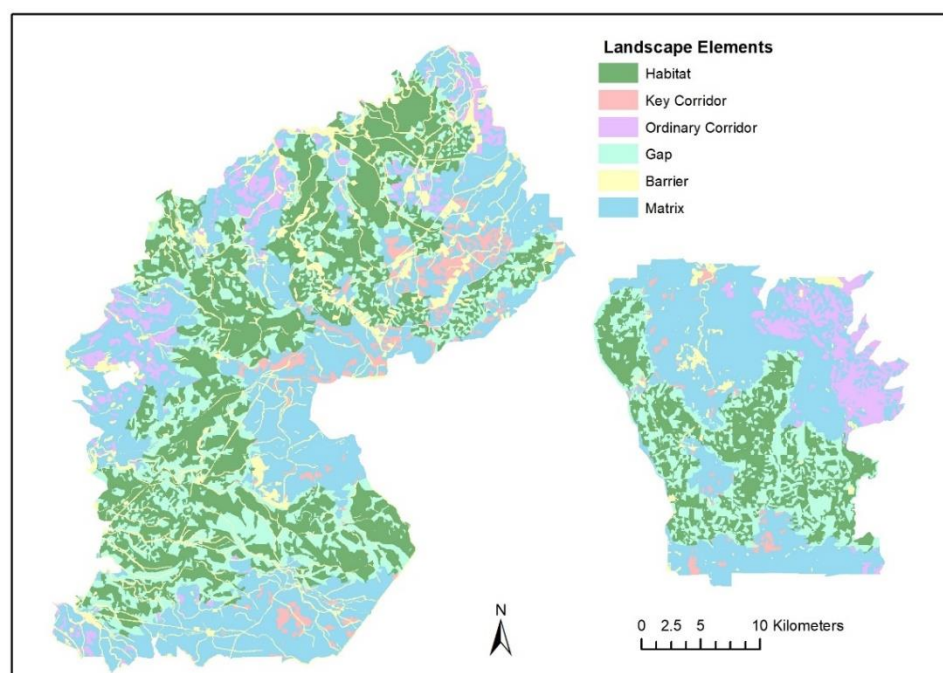 Landscape Elements
Habitat
Key Corridor
Ordinary Corridor
Gap
Barrier
Matrix
N
0 2.5 5 10 Kilometers